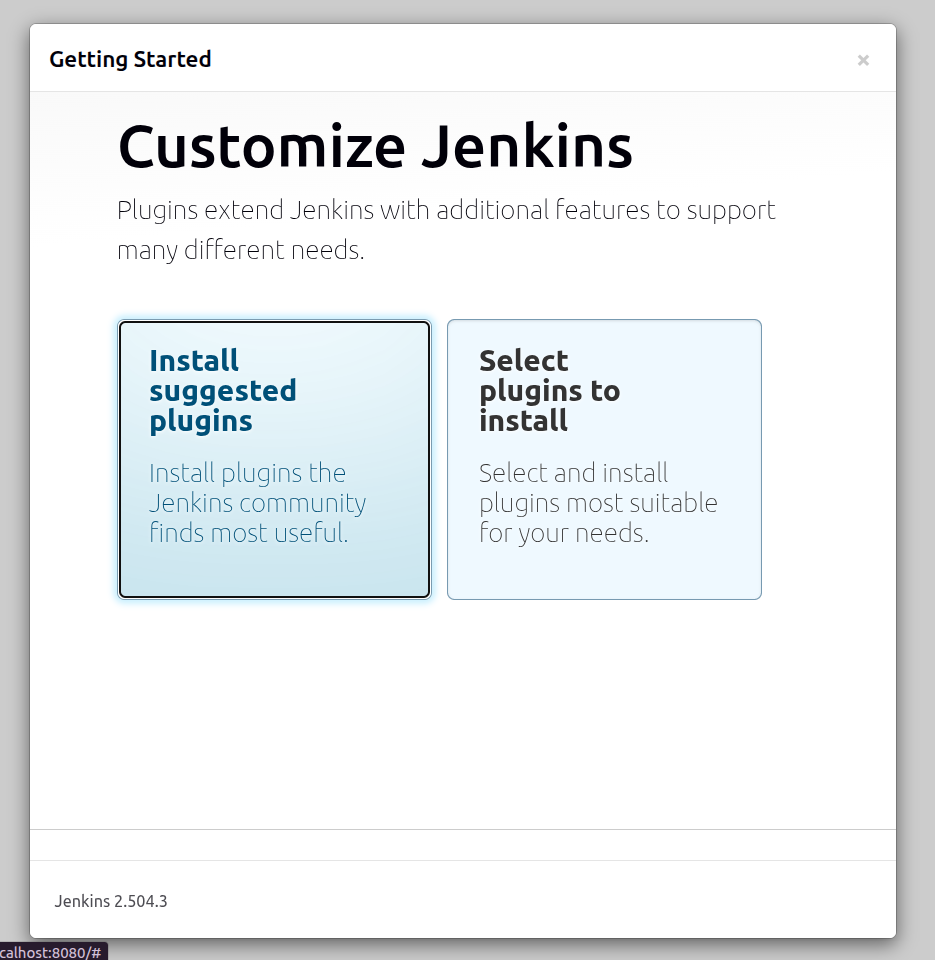 Getting Started
×
Customize Jenkins
Plugins extend Jenkins with additional features to support
many different needs.
Install
suggested
plugins
Install plugins the
Jenkins community
finds most useful.
Select
plugins to
install
Select and install
plugins most suitable
for your needs.
Jenkins 2.504.3
calhost:8080/#